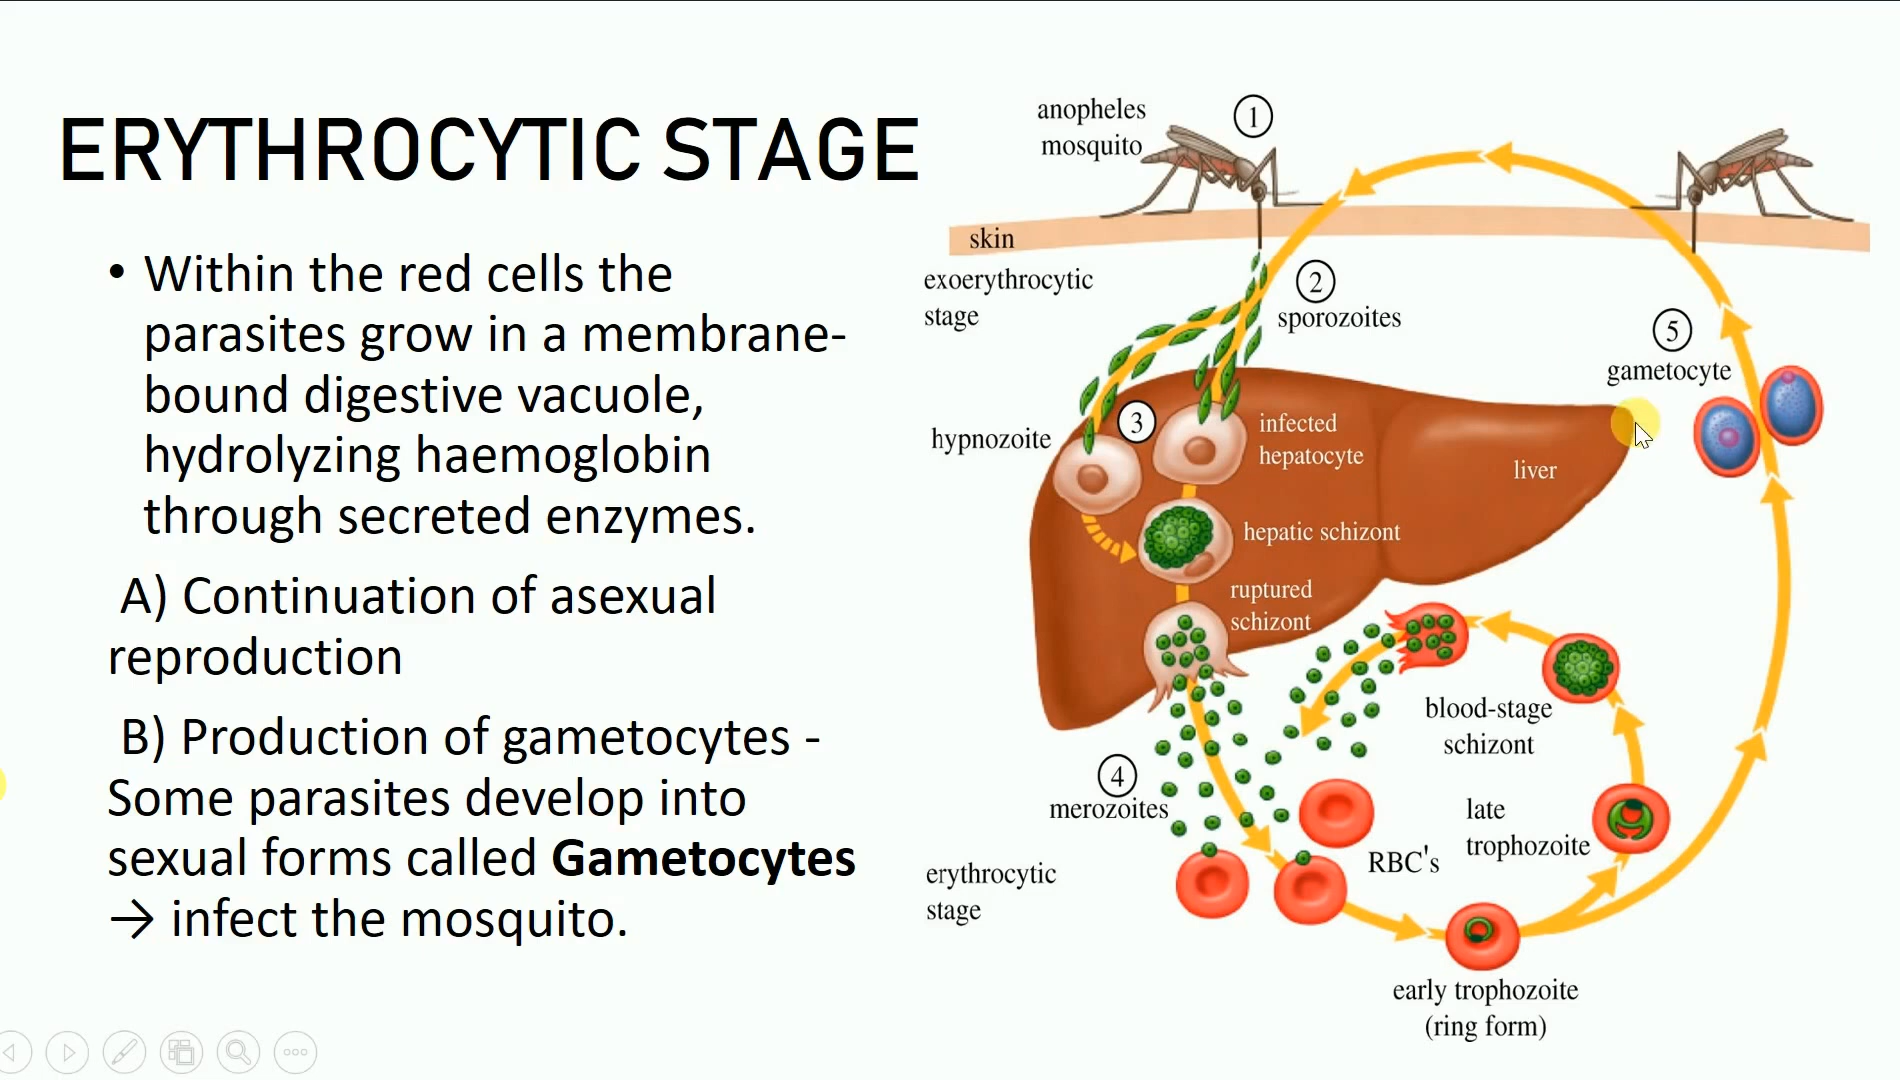 ERYTHROCYTIC STAGE
• Within the red cells the
parasites grow in a membrane-
bound digestive vacuole,
hydrolyzing haemoglobin
through secreted enzymes.
A) Continuation of asexual
reproduction
B) Production of gametocytes -
Some parasites develop into
sexual forms called Gametocytes
→ infect the mosquito.
anopheles
mosquito
1
skin
exoerythrocytic
stage
2
sporozoites
5
gametocyte
hypnozoite
3
infected
hepatocyte
liver
hepatic schizont
ruptured
schizont
blood-stage
schizont
4
merozoites
late
trophozoite
RBC's
erythrocytic
stage
early trophozoite
(ring form)